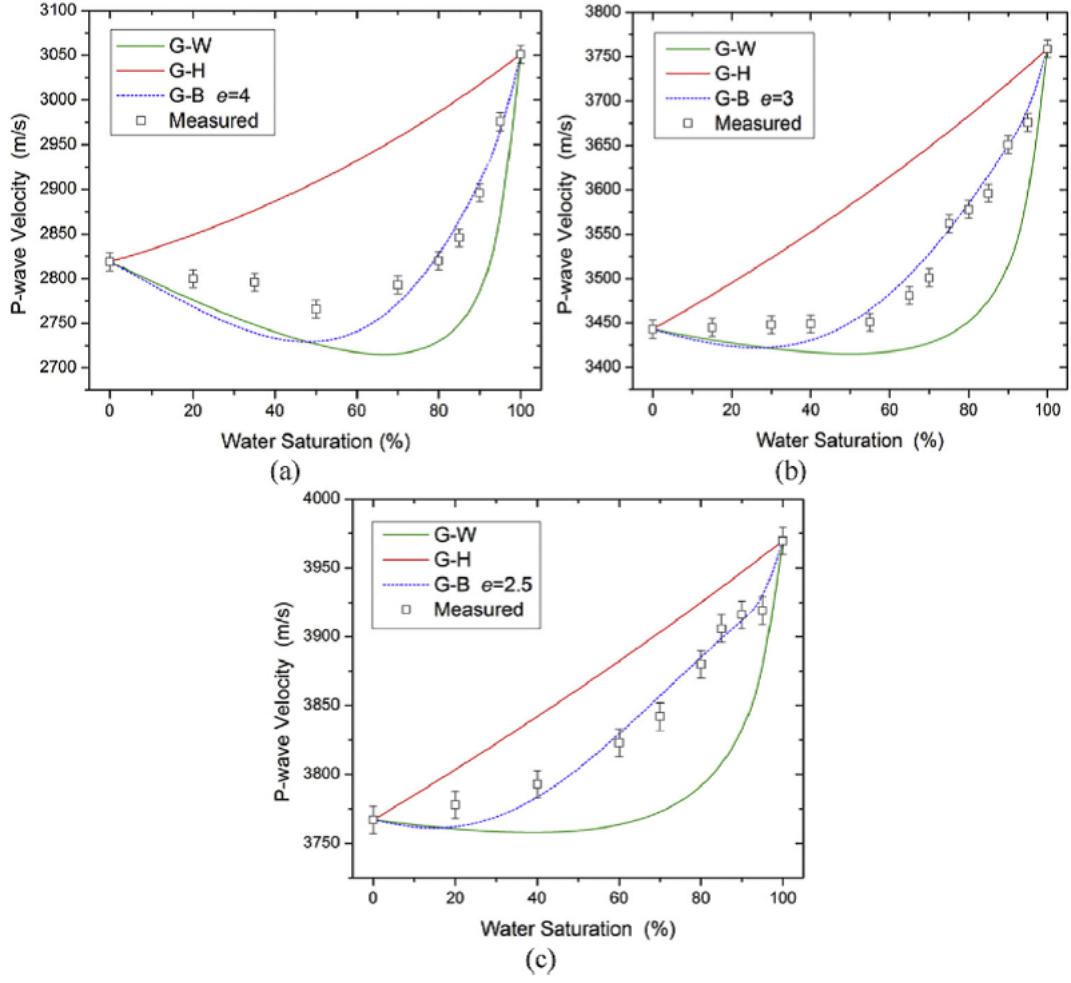 3100
3050
3000
2950
2900
2850
2800
2750
2700
P-wave Velocity (m/s)
G-W
G-H
G-B e=4
Measured
0 20 40 60 80 100
Water Saturation (%)
(a)
3800
3750
3700
3650
3600
3550
3500
3450
3400
P-wave Velocity (m/s)
G-W
G-H
G-B e=3
Measured
0 20 40 60 80 100
Water Saturation (%)
(b)
4000
3950
3900
3850
3800
3750
P-wave Velocity (m/s)
G-W
G-H
G-B e=2.5
Measured
0 20 40 60 80 100
Water Saturation (%)
(c)